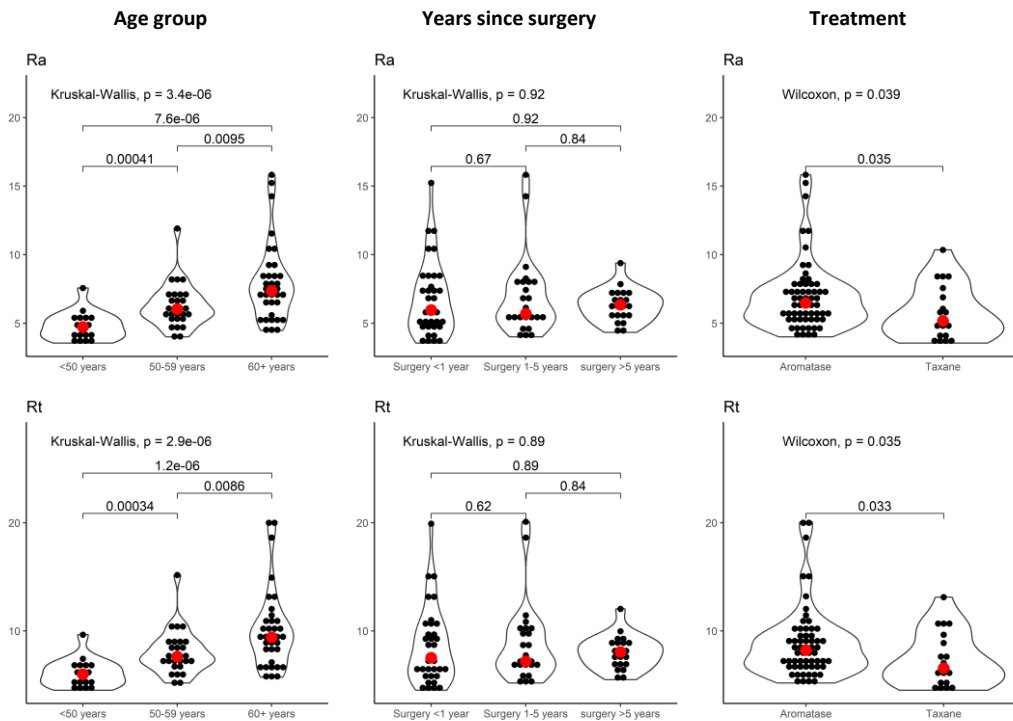 Age group
Years since surgery
Treatment
Ra
Kruskal-Wallis, p = 3.4e-06
7.6e-06
0.0095
0.00041
20
15
10
5
<50 years
50-59 years
60+ years
Ra
Kruskal-Wallis, p = 0.92
0.92
0.84
0.67
20
15
10
5
Surgery <1 year
Surgery 1-5 years
surgery >5 years
Ra
Wilcoxon, p = 0.039
0.035
20
15
10
5
Aromatase
Taxane
Rt
Kruskal-Wallis, p = 2.9e-06
1.2e-06
0.0086
0.00034
20
10
<50 years
50-59 years
60+ years
Rt
Kruskal-Wallis, p = 0.89
0.89
0.84
0.62
20
10
Surgery <1 year
Surgery 1-5 years
surgery >5 years
Rt
Wilcoxon, p = 0.035
0.033
20
10
Aromatase
Taxane